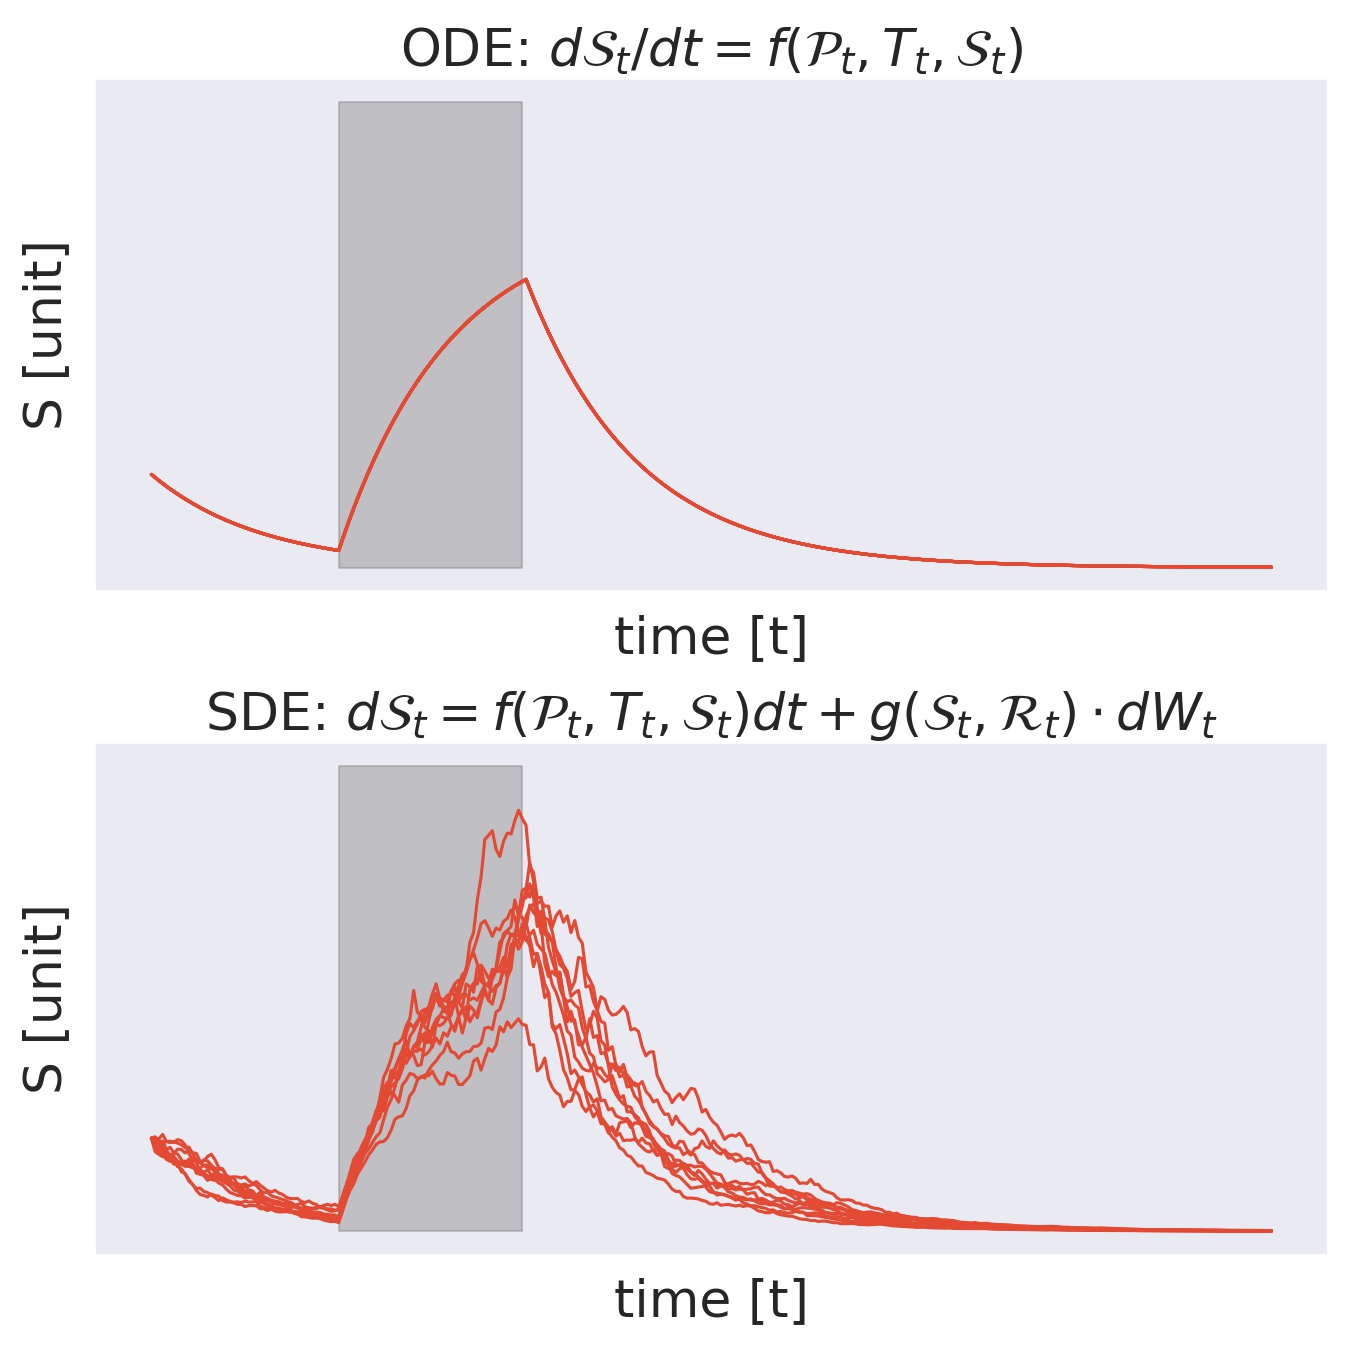 ODE: d𝒮ₜ/dt = f(𝒫ₜ, Tₜ, 𝒮ₜ)
S [unit]
time [t]
SDE: d𝒮ₜ = f(𝒫ₜ, Tₜ, 𝒮ₜ)dt + g(𝒮ₜ, ℛₜ) · dWₜ
S [unit]
time [t]